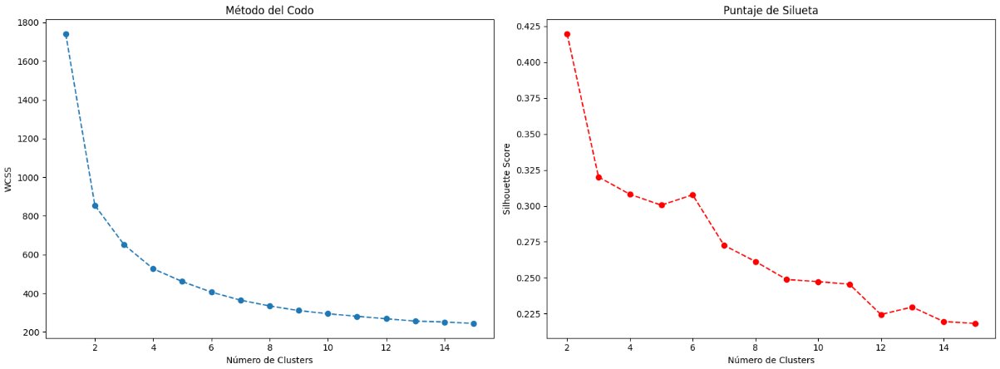 Método del Codo
1800
1600
1400
1200
1000
800
600
400
200
WCSS
2 4 6 8 10 12 14
Número de Clusters
Puntaje de Silueta
0.425
0.400
0.375
0.350
0.325
0.300
0.275
0.250
0.225
Silhouette Score
2 4 6 8 10 12 14
Número de Clusters